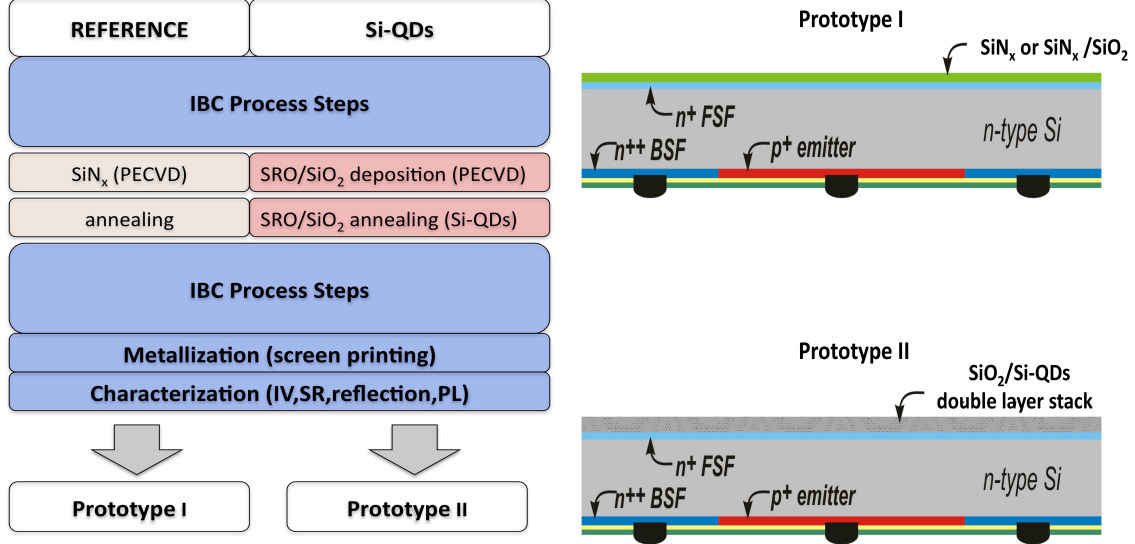 REFERENCE
Si-QDs
IBC Process Steps
SiNx (PECVD)
SRO/SiO2 deposition (PECVD)
annealing
SRO/SiO2 annealing (Si-QDs)
IBC Process Steps
Metallization (screen printing)
Characterization (IV,SR,reflection,PL)
Prototype I
Prototype II
Prototype I
SiNx or SiNx /SiO2
n+ FSF
n-type Si
n++ BSF
p+ emitter
Prototype II
SiO2/Si-QDs
double layer stack
n+ FSF
n-type Si
n++ BSF
p+ emitter